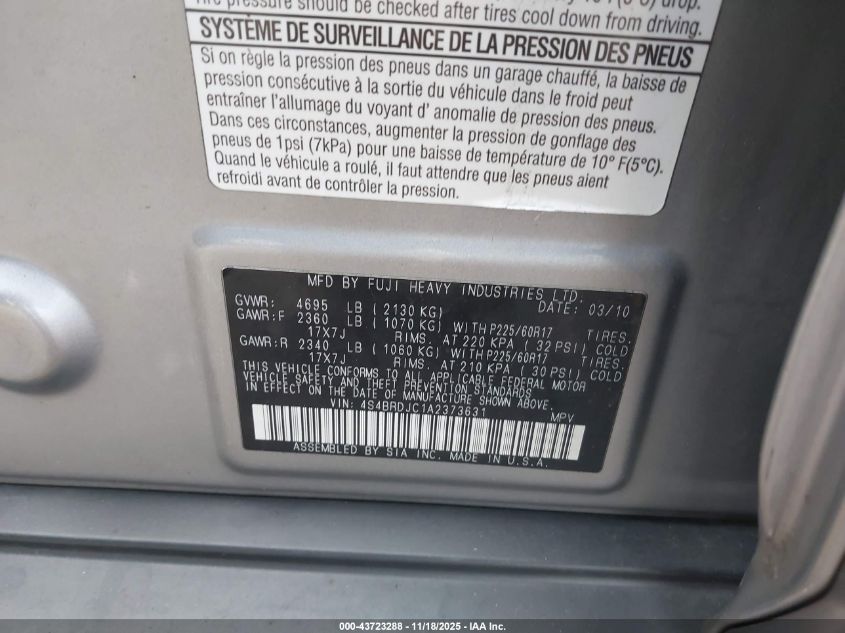 Tire pressure should be checked after tires cool down from driving.
SYSTÈME DE SURVEILLANCE DE LA PRESSION DES PNEUS
Si on règle la pression des pneus dans un garage chauffé, la baisse de
pression consécutive à la sortie du véhicule dans le froid peut
entraîner l'allumage du voyant d' anomalie de pression des pneus.
Dans ces circonstances, augmenter la pression de gonflage des
pneus de 1psi (7kPa) pour une baisse de température de 10° F(5°C).
Quand le véhicule a roulé, il faut attendre que les pneus aient
refroidi avant de contrôler la pression.
MFD BY FUJI HEAVY INDUSTRIES LTD.
GVWR: 4695 LB ( 2130 KG) DATE: 03/10
GAWR:F 2360 LB ( 1070 KG) WITH P225/60R17 TIRES.
17X7J RIMS. AT 220 KPA ( 32 PSI) COLD
GAWR:R 2340 LB ( 1060 KG) WITH P225/60R17 TIRES.
17X7J RIMS. AT 210 KPA ( 30 PSI) COLD
THIS VEHICLE CONFORMS TO ALL APPLICABLE FEDERAL MOTOR
VEHICLE SAFETY AND THEFT PREVENTION STANDARDS
IN EFFECT ON THE DATE OF MANUFACTURE SHOWN ABOVE.
VIN: 4S4BRDJC1A2373631 MPV
ASSEMBLED BY SIA INC. MADE IN U.S.A.
000-43723288 - 11/18/2025 - IAA Inc.